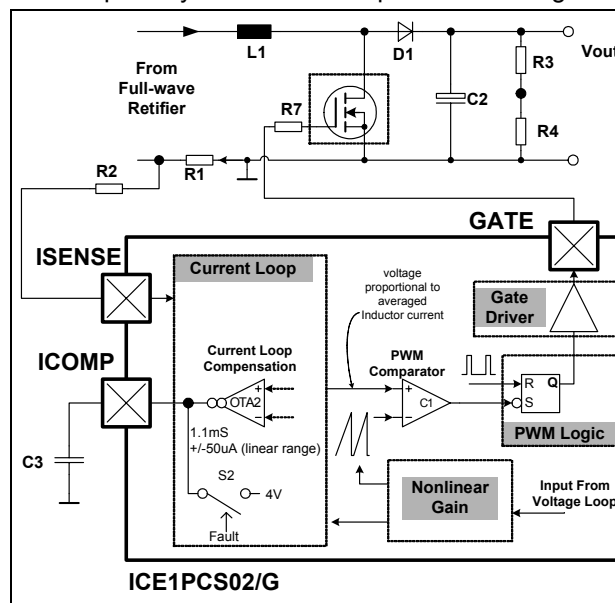 L1
D1
Vout
From
Full-wave
Retifier
R7
C2
R3
R4
R2
R1
GATE
ISENSE
Current Loop
voltage
proportional to
averaged
Inductor current
Gate
Driver
ICOMP
Current Loop
Compensation
PWM
Comparator
+
OTA2
-
+
C1
-
R
Q
S
PWM Logic
1.1mS
+/-50uA (linear range)
C3
S2
4V
Fault
Nonlinear
Gain
Input From
Voltage Loop
ICE1PCS02/G